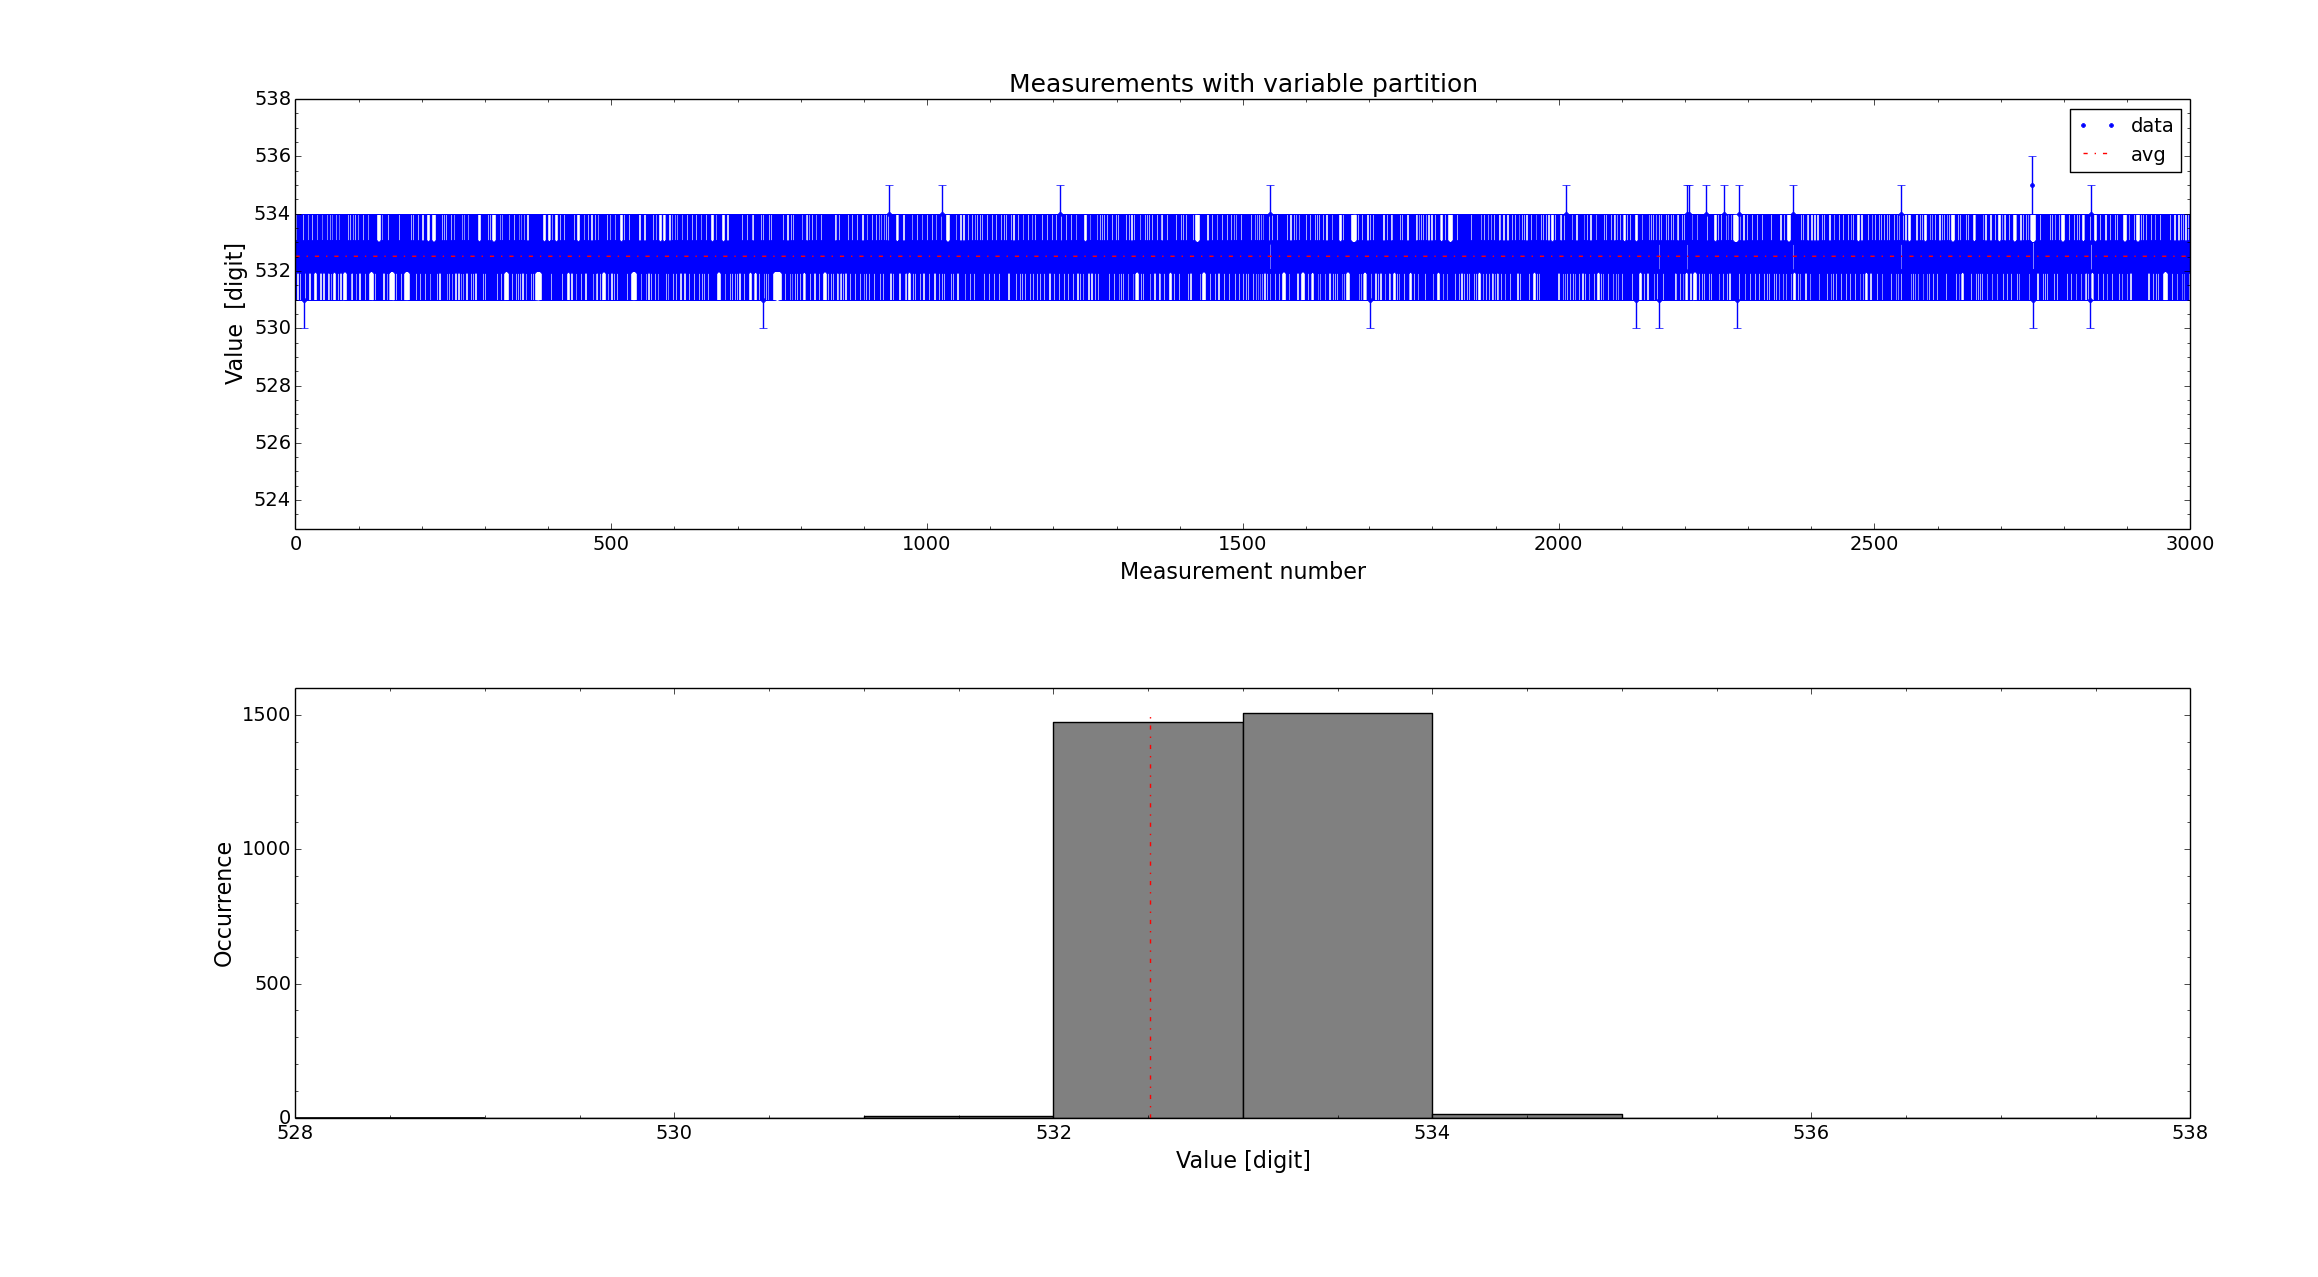 Measurements with variable partition
538
536
534
532
530
528
526
524
Value [digit]
data
avg
0 500 1000 1500 2000 2500 3000
Measurement number
1500
1000
500
0
Occurrence
528 530 532 534 536 538
Value [digit]